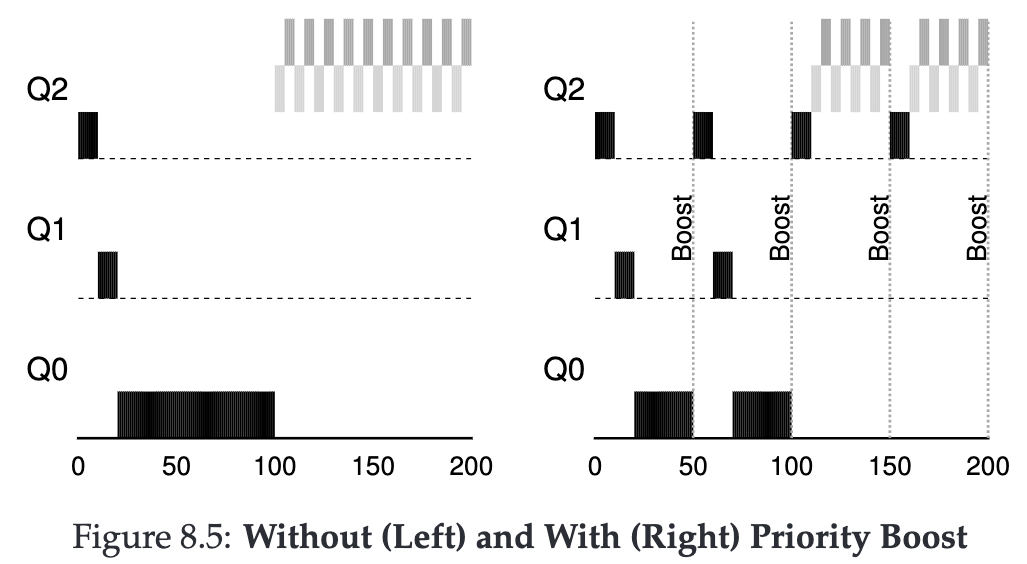 Q2
Q1
Q0
0 50 100 150 200
Q2
Q1
Boost Boost Boost Boost
Q0
0 50 100 150 200
Figure 8.5: Without (Left) and With (Right) Priority Boost